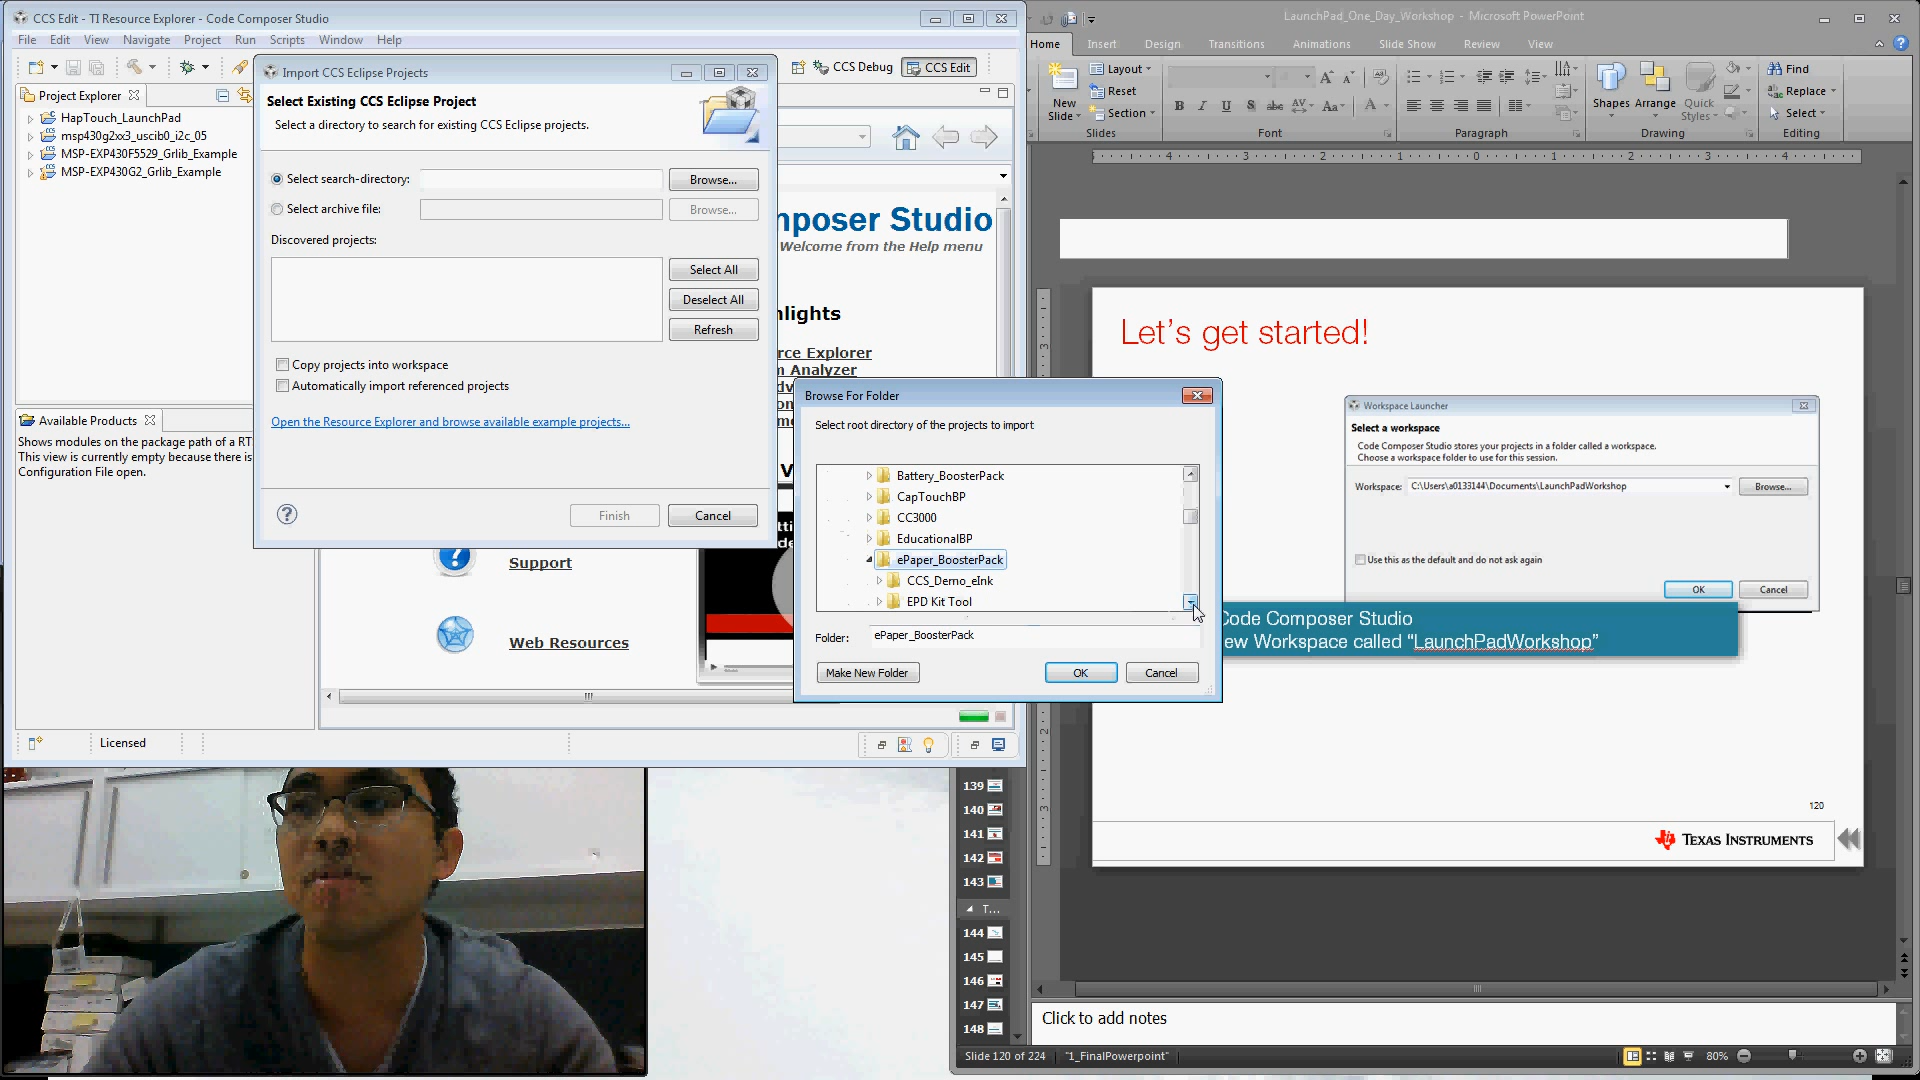 CCS Edit - TI Resource Explorer - Code Composer Studio
File Edit View Navigate Project Run Scripts Window Help
CCS Debug
CCS Edit
Project Explorer
HapTouch_LaunchPad
msp430g2xx3_uscib0_i2c_05
MSP-EXP430F5529_Grlib_Example
MSP-EXP430G2_Grlib_Example
Available Products
Shows modules on the package path of a RT
This view is currently empty because there is
Configuration File open.
Import CCS Eclipse Projects
Select Existing CCS Eclipse Project
Select a directory to search for existing CCS Eclipse projects.
Select search-directory:
Browse...
Select archive file:
Browse...
Discovered projects:
Select All
Deselect All
Refresh
Copy projects into workspace
Automatically import referenced projects
Open the Resource Explorer and browse available example projects...
Finish
Cancel
mposer Studio
Welcome from the Help menu
hlights
rce Explorer
n Analyzer
Support
Web Resources
Licensed
Browse For Folder
Select root directory of the projects to import
Battery_BoosterPack
CapTouchBP
CC3000
EducationalBP
ePaper_BoosterPack
CCS_Demo_eInk
EPD Kit Tool
Folder: ePaper_BoosterPack
Make New Folder
OK
Cancel
LaunchPad_One_Day_Workshop - Microsoft PowerPoint
Home Insert Design Transitions Animations Slide Show Review View
New Slide
Layout
Reset
Section
Slides
Font
Paragraph
Shapes
Arrange
Quick Styles
Drawing
Find
Replace
Select
Editing
Let's get started!
Workspace Launcher
Select a workspace
Code Composer Studio stores your projects in a folder called a workspace.
Choose a workspace folder to use for this session.
Workspace: C:\Users\a0133144\Documents\LaunchPadWorkshop
Browse...
Use this as the default and do not ask again
OK
Cancel
Code Composer Studio
ew Workspace called “LaunchPadWorkshop”
120
TEXAS INSTRUMENTS
139
140
141
142
143
T...
144
145
146
147
148
Click to add notes
Slide 120 of 224
"1_FinalPowerpoint"
80%